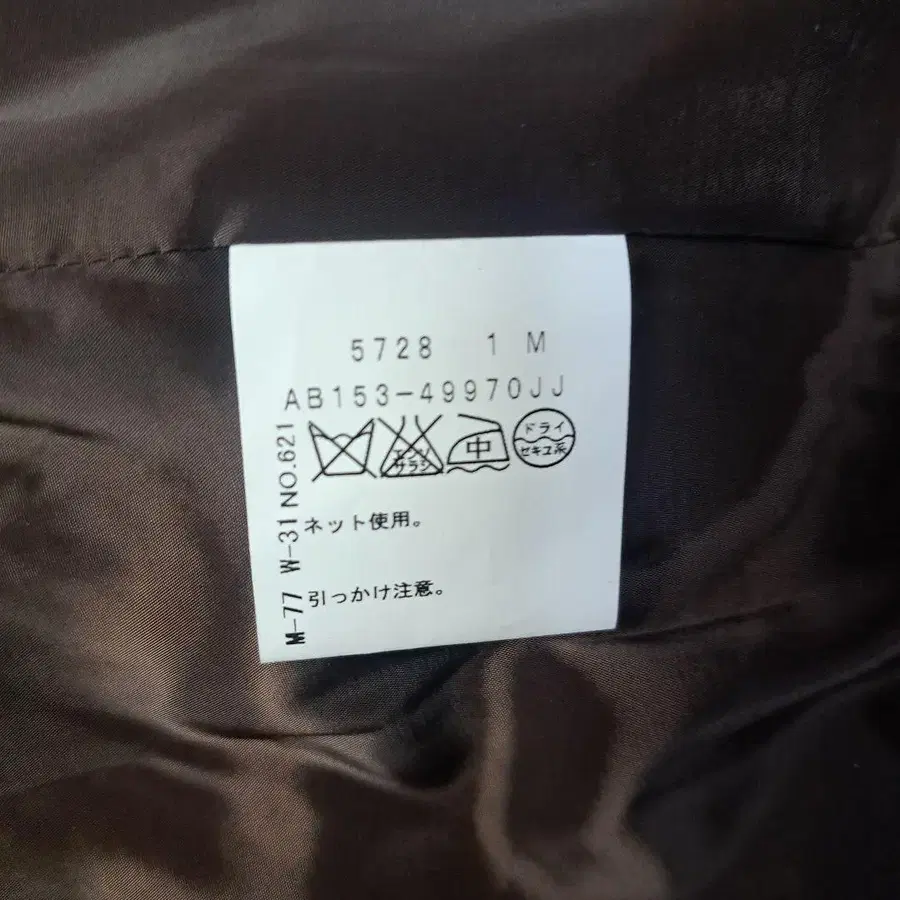 5728 1 M
AB153-49970JJ
エンソ
サラシ
中
ドライ
セキユ系
ネット使用。
引っかけ注意。
M-77 W-31 NO.621